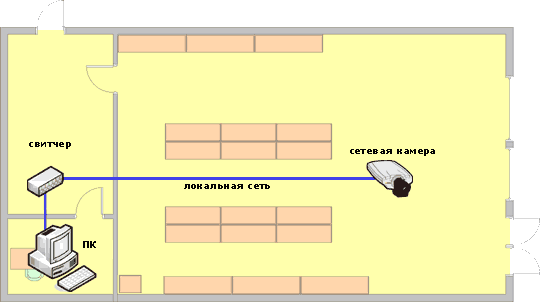 свитчер
сетевая камера
локальная сеть
ПК